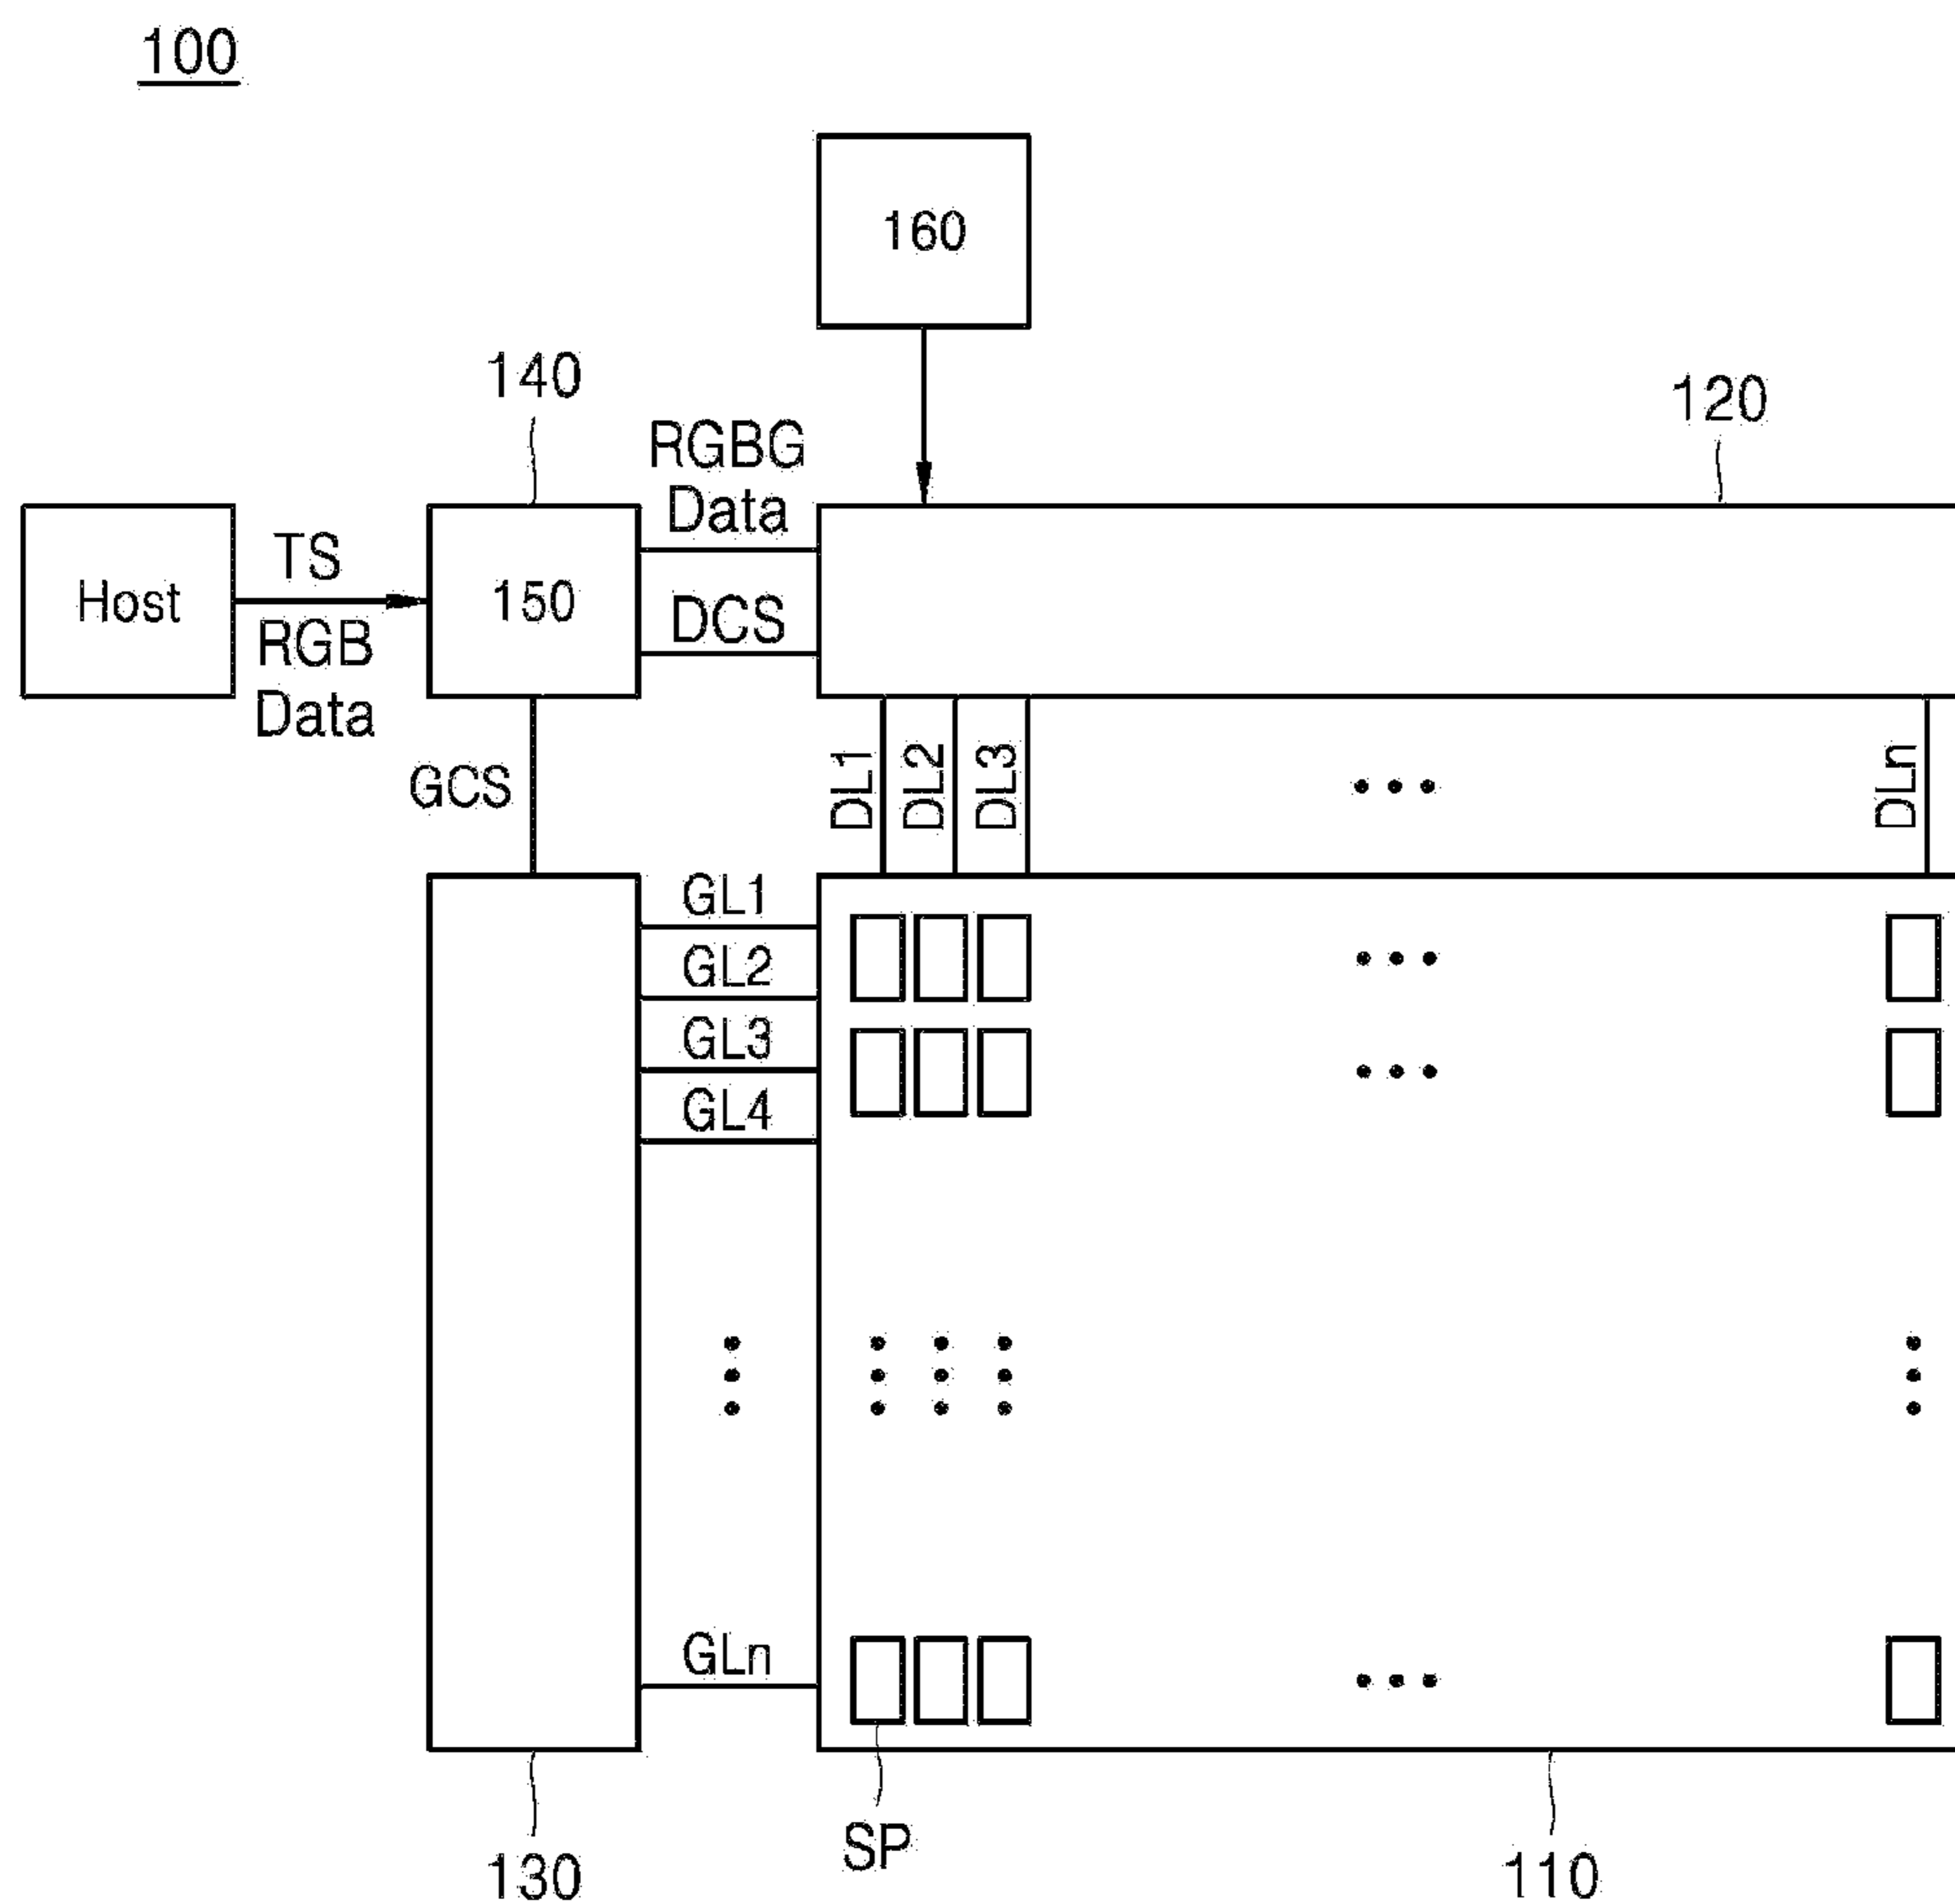 100
160
140
120
RGBG
Data
Host
TS
RGB
Data
150
DCS
GCS
DL1
DL2
DL3
DLn
GL1
GL2
GL3
GL4
GLn
SP
130
110